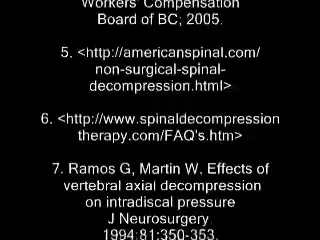 Workers' Compensation
Board of BC; 2005.
5. <http://americanspinal.com/
non-surgical-spinal-
decompression.html>
6. <http://www.spinaldecompression
therapy.com/FAQ's.htm>
7. Ramos G, Martin W, Effects of
vertebral axial decompression
on intradiscal pressure
J Neurosurgery
1994:81:350-353.